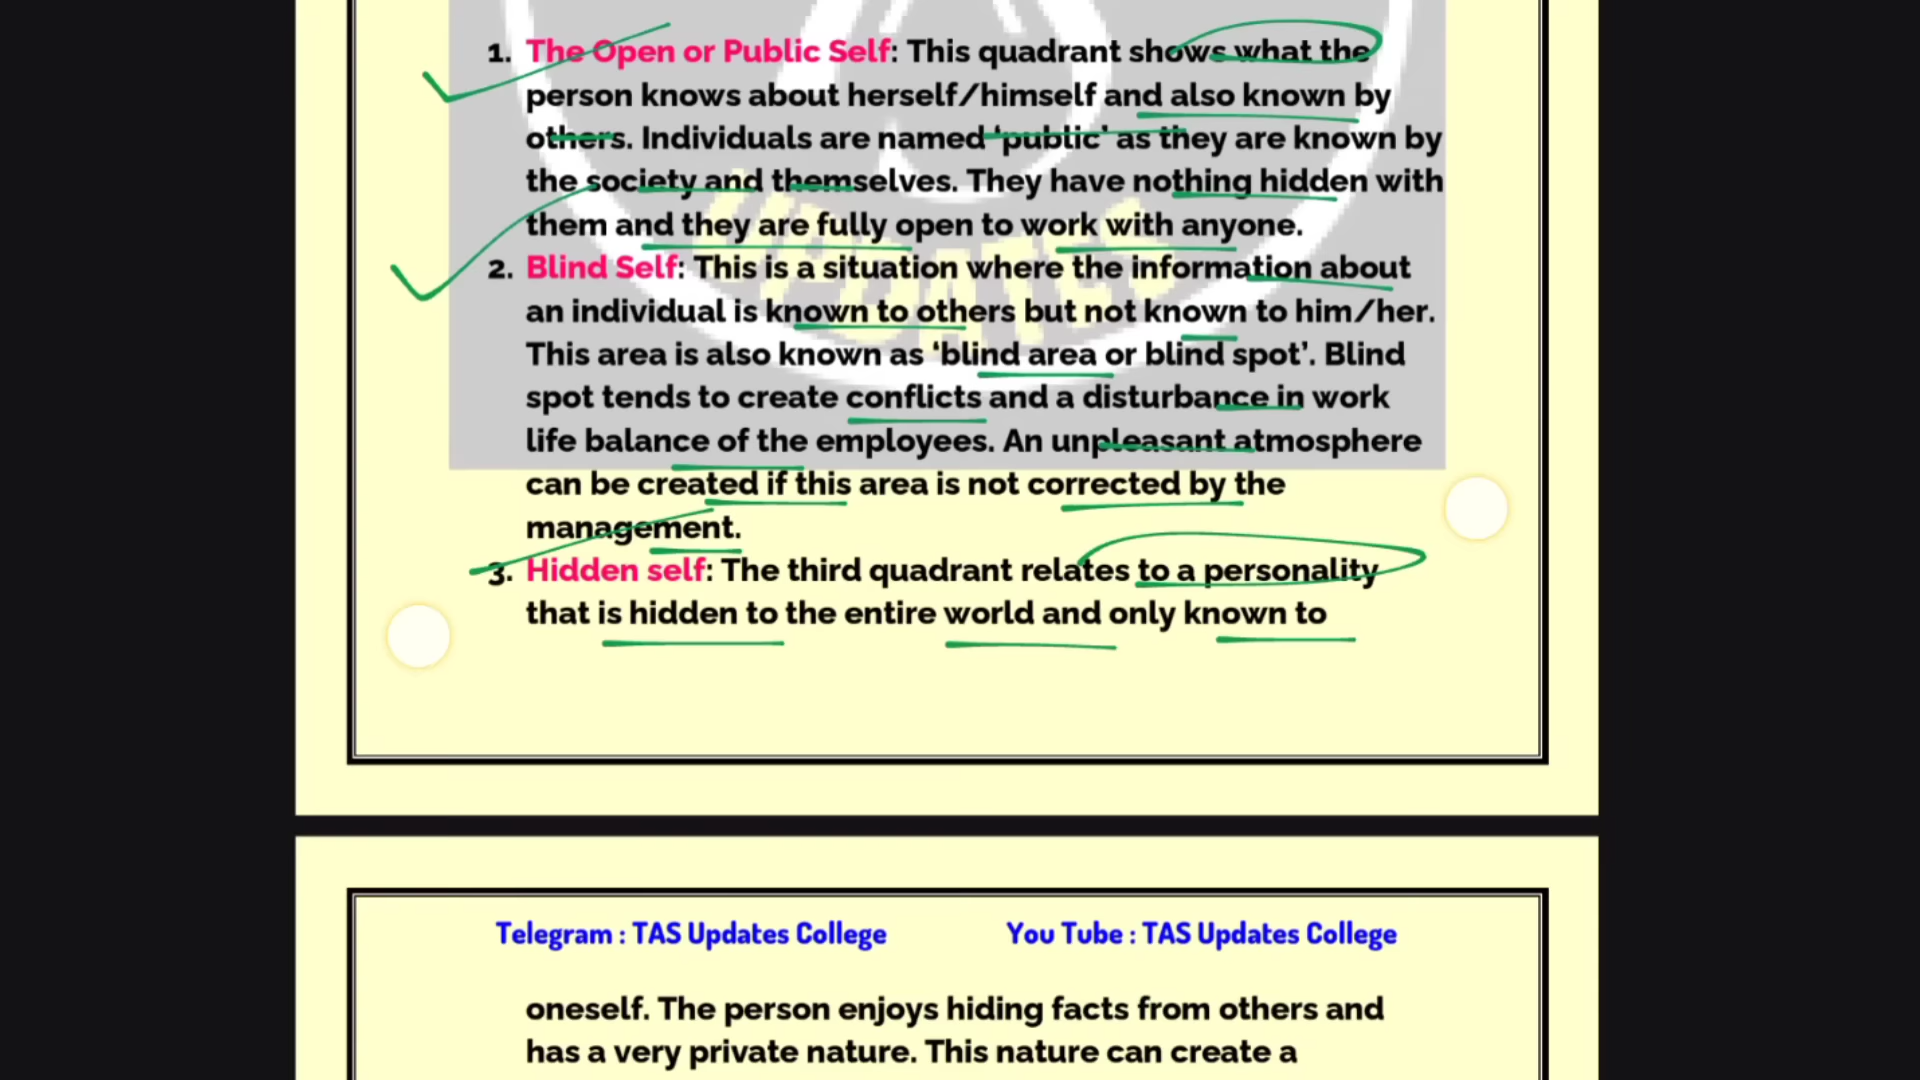 1. The Open or Public Self: This quadrant shows what the
person knows about herself/himself and also known by
others. Individuals are named ‘public’ as they are known by
the society and themselves. They have nothing hidden with
them and they are fully open to work with anyone.
2. Blind Self: This is a situation where the information about
an individual is known to others but not known to him/her.
This area is also known as ‘blind area or blind spot’. Blind
spot tends to create conflicts and a disturbance in work
life balance of the employees. An unpleasant atmosphere
can be created if this area is not corrected by the
management.
3. Hidden self: The third quadrant relates to a personality
that is hidden to the entire world and only known to
UPDATES
Telegram : TAS Updates College
You Tube : TAS Updates College
oneself. The person enjoys hiding facts from others and
has a very private nature. This nature can create a